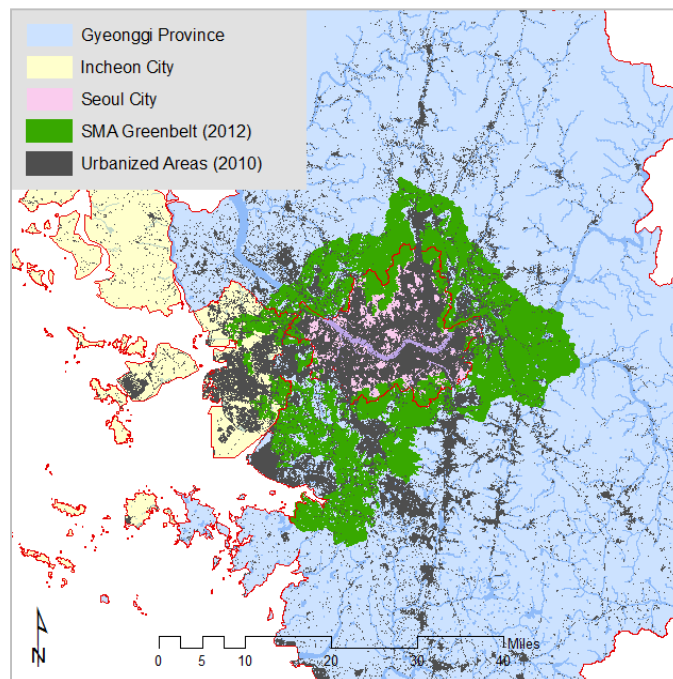 Gyeonggi Province
Incheon City
Seoul City
SMA Greenbelt (2012)
Urbanized Areas (2010)
N
Miles
0 5 10 20 30 40